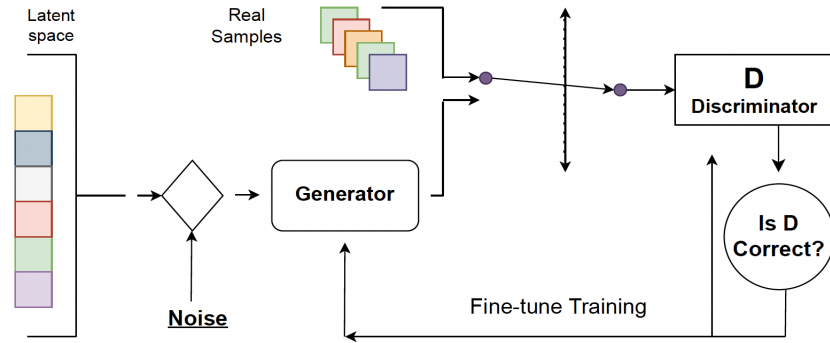 Latent
space
Real
Samples
D
Discriminator
Generator
Is D
Correct?
Noise
Fine-tune Training